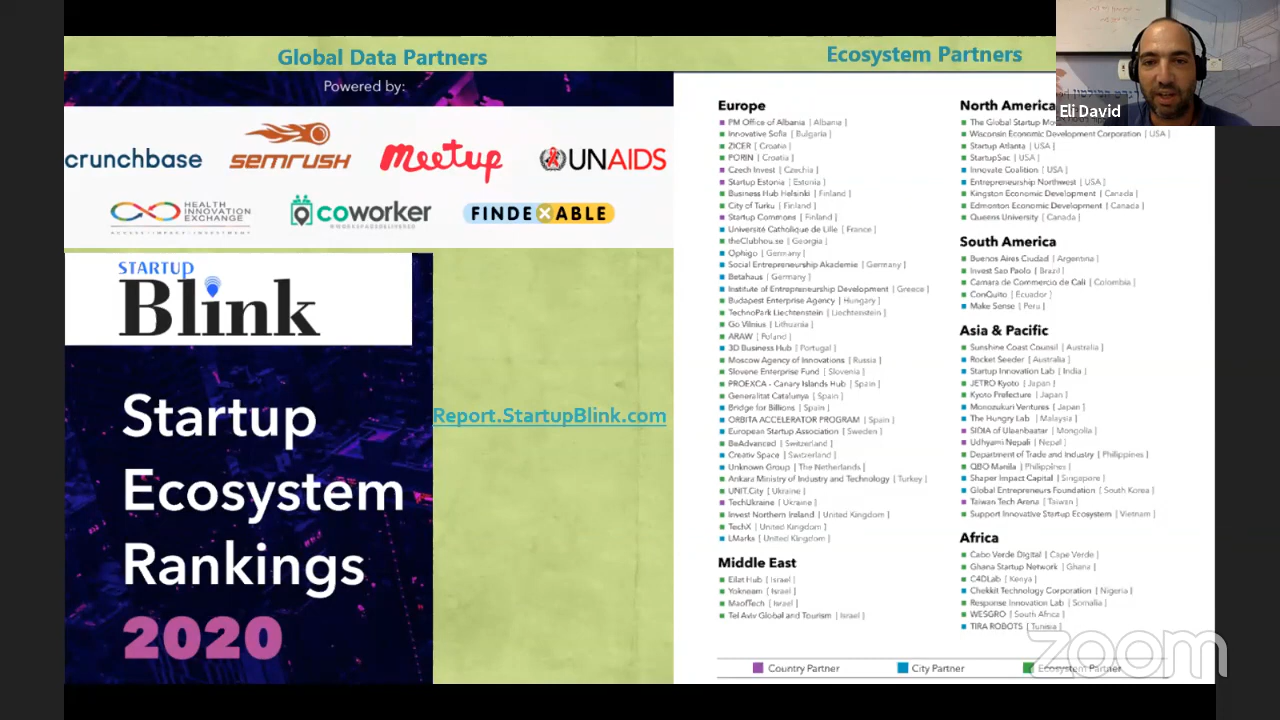 Global Data Partners
Powered by:
crunchbase
SEMRUSH
meetup
UNAIDS
HEALTH
INNOVATION
EXCHANGE
coworker
FINDEXABLE
STARTUP
Blink
Startup
Ecosystem
Rankings
2020
Report.StartupBlink.com
Ecosystem Partners
Europe
PM Office of Albania [ Albania ]
Innovative Sofia [ Bulgaria ]
ZICER [ Croatia ]
PORIN [ Croatia ]
Czech Invest [ Czechia ]
Startup Estonia [ Estonia ]
Business Hub Helsinki [ Finland ]
City of Turku [ Finland ]
Startup Commons [ Finland ]
Université Catholique de Lille [ France ]
theClubhou.se [ Georgia ]
Ophigo [ Germany ]
Social Entrepreneurship Akademie [ Germany ]
Betahaus [ Germany ]
Institute of Entrepreneurship Development [ Greece ]
Budapest Enterprise Agency [ Hungary ]
TechnoPark Liechtenstein [ Liechtenstein ]
Go Vilnius [ Lithuania ]
ARAW [ Poland ]
3D Business Hub [ Portugal ]
Moscow Agency of Innovations [ Russia ]
Slovene Enterprise Fund [ Slovenia ]
PROEXCA - Canary Islands Hub [ Spain ]
Generalitat Catalunya [ Spain ]
Bridge for Billions [ Spain ]
ORBITA ACCELERATOR PROGRAM [ Spain ]
European Startup Association [ Sweden ]
BeAdvanced [ Switzerland ]
Creativ Space [ Switzerland ]
Unknown Group [ The Netherlands ]
Ankara Ministry of Industry and Technology [ Turkey ]
UNIT.City [ Ukraine ]
TechUkraine [ Ukraine ]
Invest Northern Ireland [ United Kingdom ]
TechX [ United Kingdom ]
LMarks [ United Kingdom ]
Middle East
Eilat Hub [ Israel ]
Yokneam [ Israel ]
MaofTech [ Israel ]
Tel Aviv Global and Tourism [ Israel ]
North America
The Global Startup
Wisconsin Economic Development Corporation [ USA ]
Startup Atlanta [ USA ]
StartupSac [ USA ]
Innovate Coalition [ USA ]
Entrepreneurship Northwest [ USA ]
Kingston Economic Development [ Canada ]
Edmonton Economic Development [ Canada ]
Queens University [ Canada ]
South America
Buenos Aires Ciudad [ Argentina ]
Invest Sao Paolo [ Brazil ]
Camara de Commercio de Cali [ Colombia ]
ConQuito [ Ecuador ]
Make Sense [ Peru ]
Asia & Pacific
Sunshine Coast Council [ Australia ]
Rocket Seeder [ Australia ]
Startup Innovation Lab [ India ]
JETRO Kyoto [ Japan ]
Kyoto Prefecture [ Japan ]
Monozukuri Ventures [ Japan ]
The Hungry Lab [ Malaysia ]
SIDIA of Ulaanbaatar [ Mongolia ]
Udhyami Nepali [ Nepal ]
Department of Trade and Industry [ Philippines ]
QBO Manila [ Philippines ]
Shaper Impact Capital [ Singapore ]
Global Entrepreneurs Foundation [ South Korea ]
Taiwan Tech Arena [ Taiwan ]
Support Innovative Startup Ecosystem [ Vietnam ]
Africa
Cabo Verde Digital [ Cape Verde ]
Ghana Startup Network [ Ghana ]
C4DLab [ Kenya ]
Chekkit Technology Corporation [ Nigeria ]
Response Innovation Lab [ Somalia ]
WESGRO [ South Africa ]
TIRA ROBOTS [ Tunisia ]
Country Partner
City Partner
Ecosystem Partner
Eli David
zoom